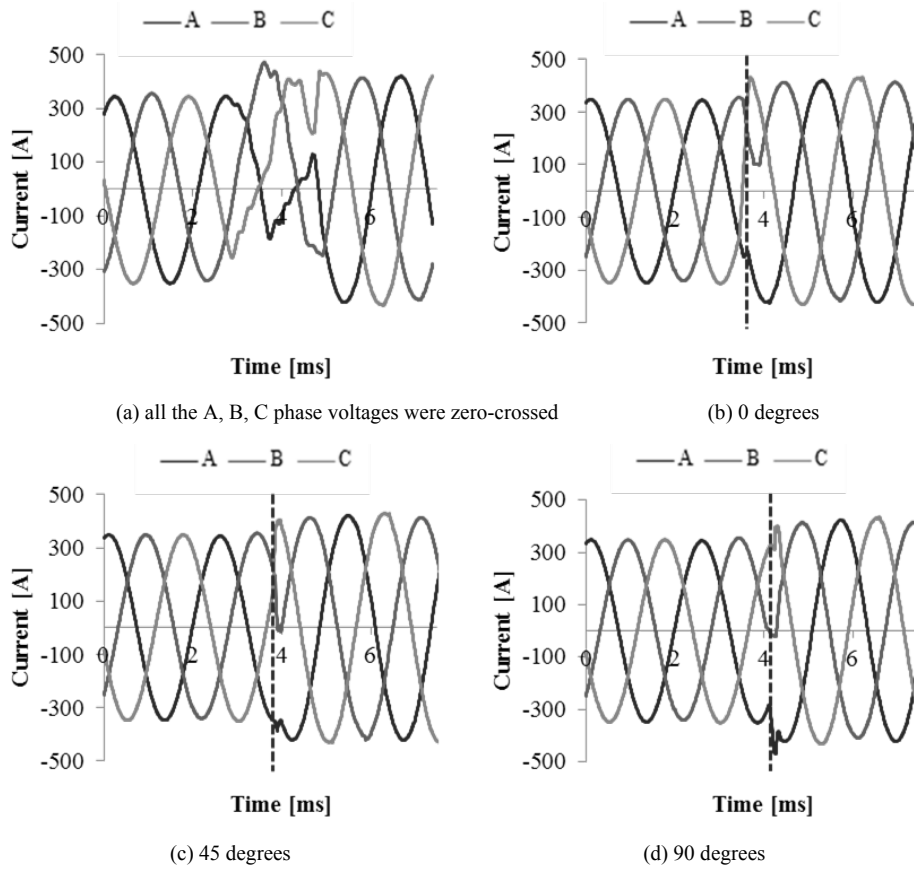 A B C
500
300
100
-100
-300
-500
0 2 4 6
Current [A]
Time [ms]
(a) all the A, B, C phase voltages were zero-crossed
A B C
500
300
100
-100
-300
-500
0 2 4 6
Current [A]
Time [ms]
(b) 0 degrees
A B C
500
300
100
-100
-300
-500
0 2 4 6
Current [A]
Time [ms]
(c) 45 degrees
A B C
500
300
100
-100
-300
-500
0 2 4 6
Current [A]
Time [ms]
(d) 90 degrees